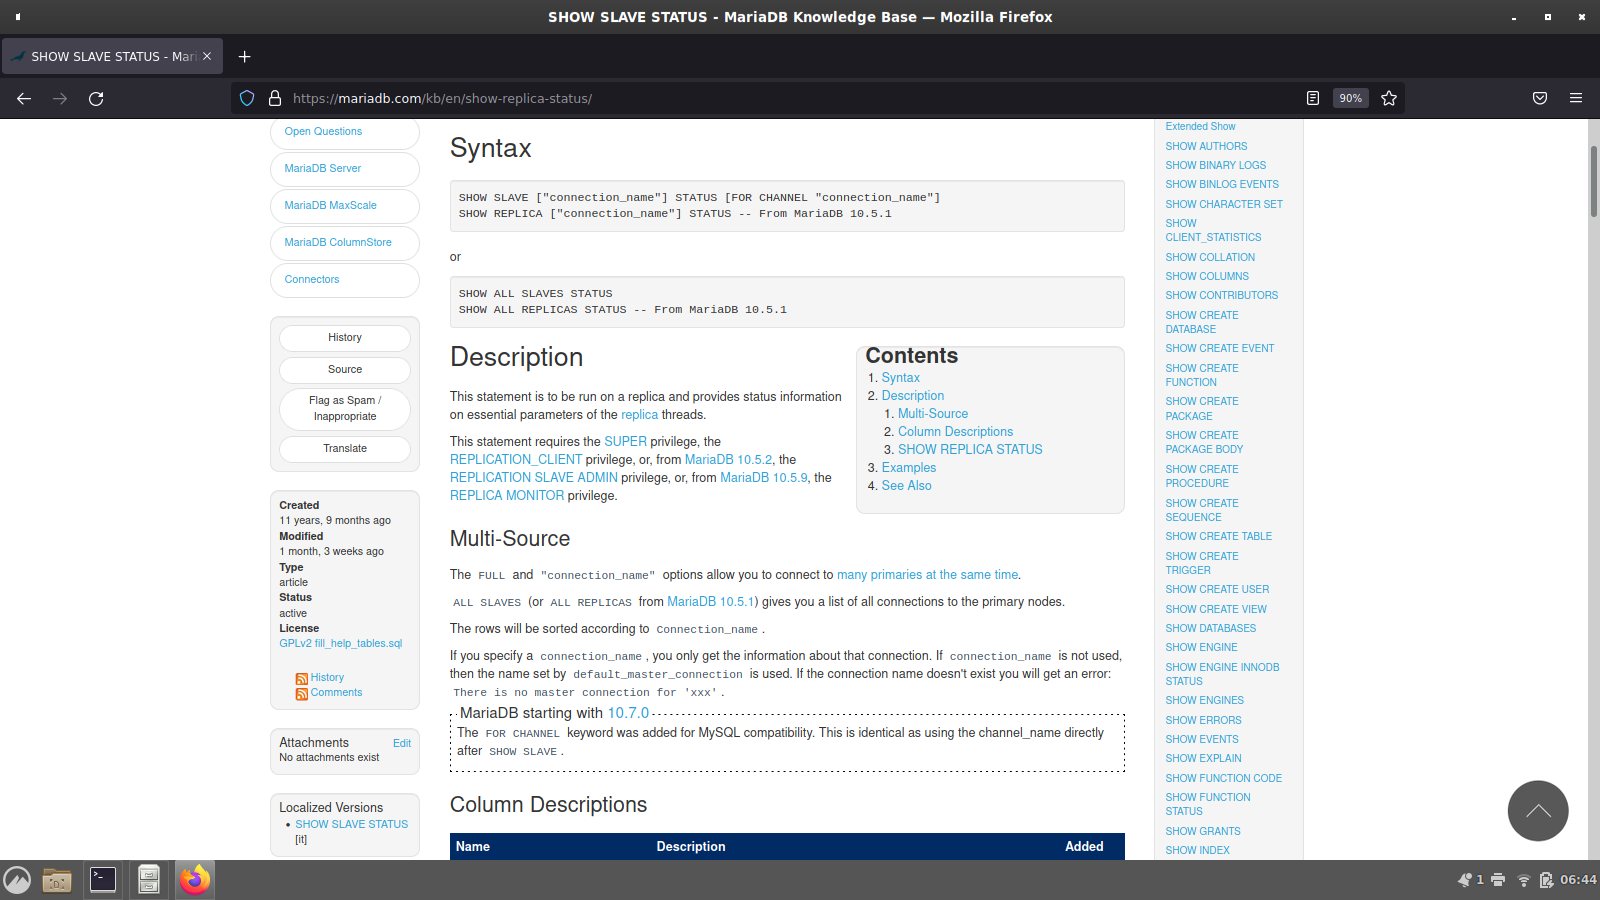 SHOW SLAVE STATUS - MariaDB Knowledge Base — Mozilla Firefox
SHOW SLAVE STATUS - Mari
https://mariadb.com/kb/en/show-replica-status/
90%
Open Questions
MariaDB Server
MariaDB MaxScale
MariaDB ColumnStore
Connectors
History
Source
Flag as Spam /
Inappropriate
Translate
Created
11 years, 9 months ago
Modified
1 month, 3 weeks ago
Type
article
Status
active
License
GPLv2 fill_help_tables.sql
History
Comments
Attachments Edit
No attachments exist
Localized Versions
• SHOW SLAVE STATUS
[it]
Syntax
SHOW SLAVE ["connection_name"] STATUS [FOR CHANNEL "connection_name"]
SHOW REPLICA ["connection_name"] STATUS -- From MariaDB 10.5.1
or
SHOW ALL SLAVES STATUS
SHOW ALL REPLICAS STATUS -- From MariaDB 10.5.1
Description
This statement is to be run on a replica and provides status information
on essential parameters of the replica threads.
This statement requires the SUPER privilege, the
REPLICATION_CLIENT privilege, or, from MariaDB 10.5.2, the
REPLICATION SLAVE ADMIN privilege, or, from MariaDB 10.5.9, the
REPLICA MONITOR privilege.
Contents
1. Syntax
2. Description
1. Multi-Source
2. Column Descriptions
3. SHOW REPLICA STATUS
3. Examples
4. See Also
Multi-Source
The FULL and "connection_name" options allow you to connect to many primaries at the same time.
ALL SLAVES (or ALL REPLICAS from MariaDB 10.5.1) gives you a list of all connections to the primary nodes.
The rows will be sorted according to Connection_name.
If you specify a connection_name, you only get the information about that connection. If connection_name is not used,
then the name set by default_master_connection is used. If the connection name doesn't exist you will get an error:
There is no master connection for 'xxx'.
MariaDB starting with 10.7.0
The FOR CHANNEL keyword was added for MySQL compatibility. This is identical as using the channel_name directly
after SHOW SLAVE.
Column Descriptions
Name Description Added
Extended Show
SHOW AUTHORS
SHOW BINARY LOGS
SHOW BINLOG EVENTS
SHOW CHARACTER SET
SHOW
CLIENT_STATISTICS
SHOW COLLATION
SHOW COLUMNS
SHOW CONTRIBUTORS
SHOW CREATE
DATABASE
SHOW CREATE EVENT
SHOW CREATE
FUNCTION
SHOW CREATE
PACKAGE
SHOW CREATE
PACKAGE BODY
SHOW CREATE
PROCEDURE
SHOW CREATE
SEQUENCE
SHOW CREATE TABLE
SHOW CREATE
TRIGGER
SHOW CREATE USER
SHOW CREATE VIEW
SHOW DATABASES
SHOW ENGINE
SHOW ENGINE INNODB
STATUS
SHOW ENGINES
SHOW ERRORS
SHOW EVENTS
SHOW EXPLAIN
SHOW FUNCTION CODE
SHOW FUNCTION
STATUS
SHOW GRANTS
SHOW INDEX
1
06:44